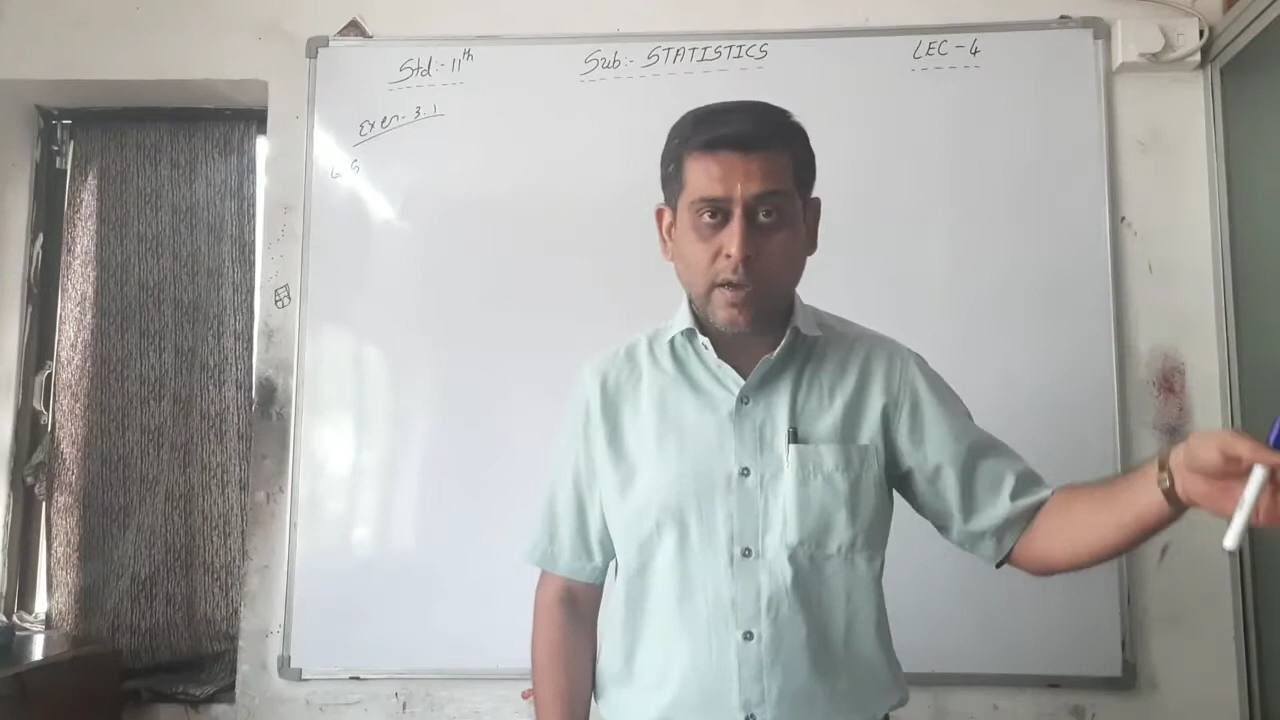 Std:- 11th Sub:- STATISTICS LEC-4
Exer- 3.1